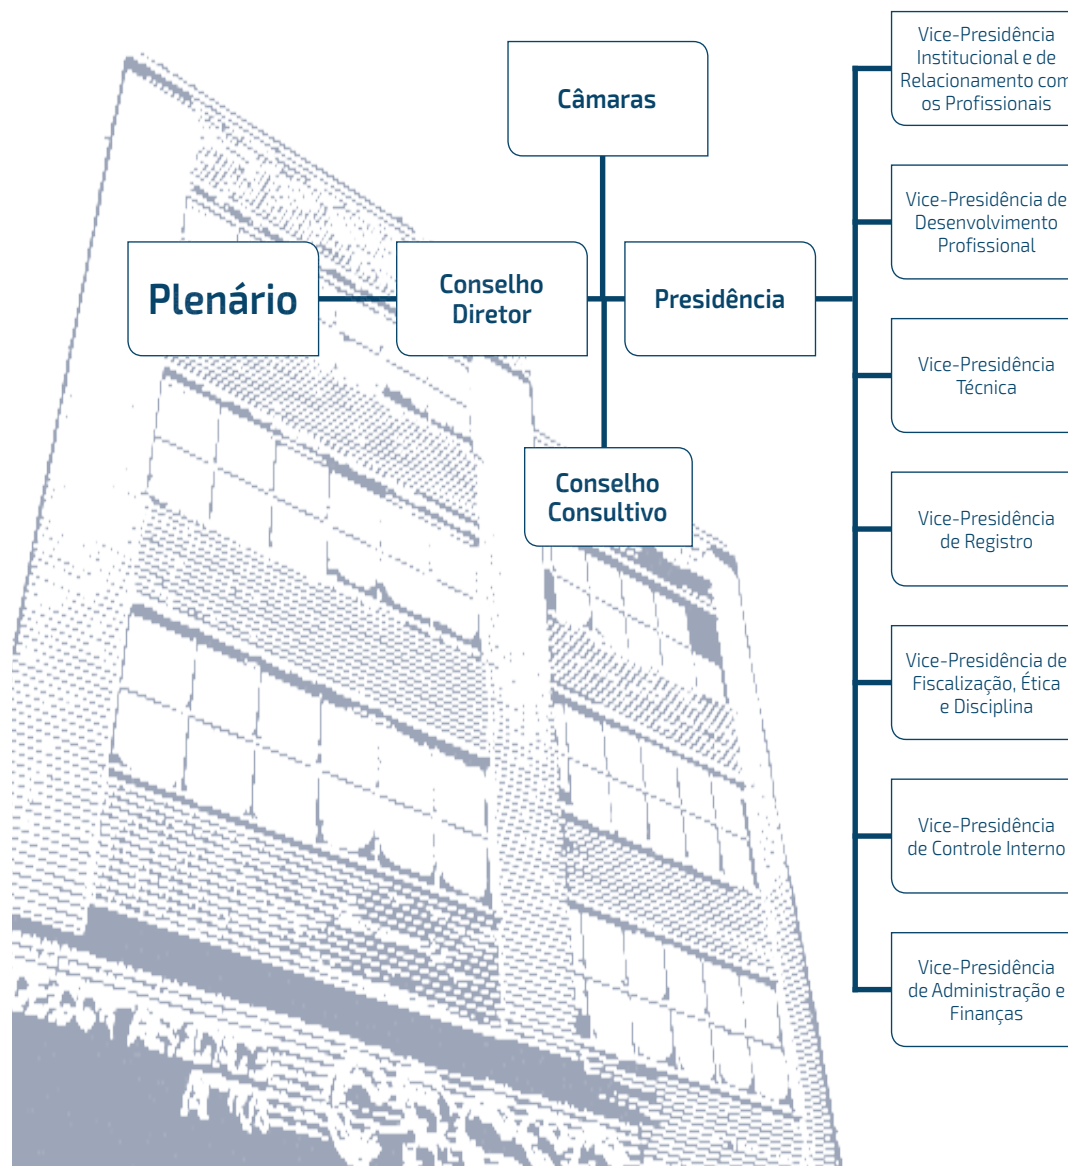 Câmaras
Plenário
Conselho
Diretor
Presidência
Conselho
Consultivo
Vice-Presidência
Institucional e de
Relacionamento com
os Profissionais
Vice-Presidência de
Desenvolvimento
Profissional
Vice-Presidência
Técnica
Vice-Presidência
de Registro
Vice-Presidência de
Fiscalização, Ética
e Disciplina
Vice-Presidência
de Controle Interno
Vice-Presidência
de Administração e
Finanças